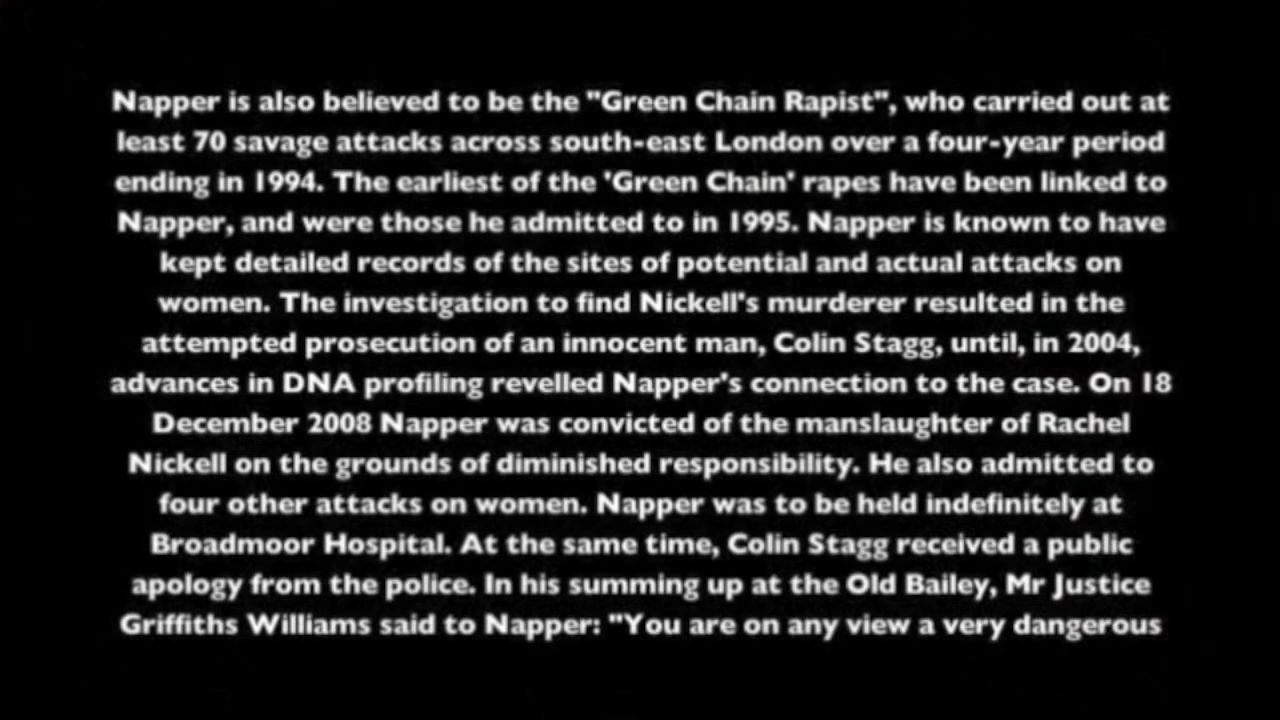 Napper is also believed to be the "Green Chain Rapist", who carried out at
least 70 savage attacks across south-east London over a four-year period
ending in 1994. The earliest of the 'Green Chain' rapes have been linked to
Napper, and were those he admitted to in 1995. Napper is known to have
kept detailed records of the sites of potential and actual attacks on
women. The investigation to find Nickell's murderer resulted in the
attempted prosecution of an innocent man, Colin Stagg, until, in 2004,
advances in DNA profiling revelled Napper's connection to the case. On 18
December 2008 Napper was convicted of the manslaughter of Rachel
Nickell on the grounds of diminished responsibility. He also admitted to
four other attacks on women. Napper was to be held indefinitely at
Broadmoor Hospital. At the same time, Colin Stagg received a public
apology from the police. In his summing up at the Old Bailey, Mr Justice
Griffiths Williams said to Napper: "You are on any view a very dangerous